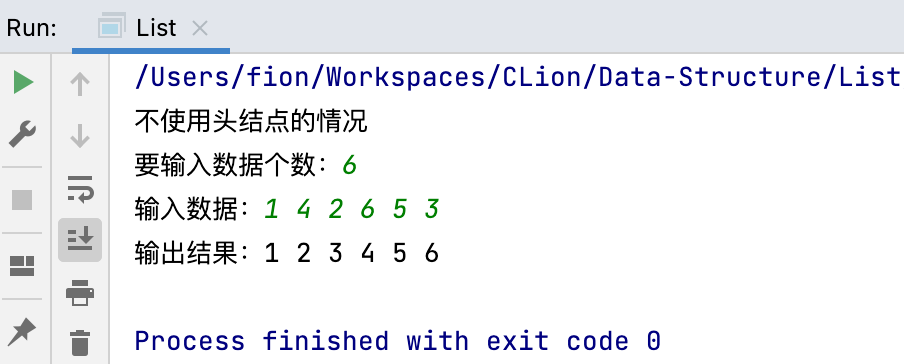 Run: List
/Users/fion/Workspaces/CLion/Data-Structure/List
不使用头结点的情况
要输入数据个数：6
输入数据：1 4 2 6 5 3
输出结果：1 2 3 4 5 6
Process finished with exit code 0